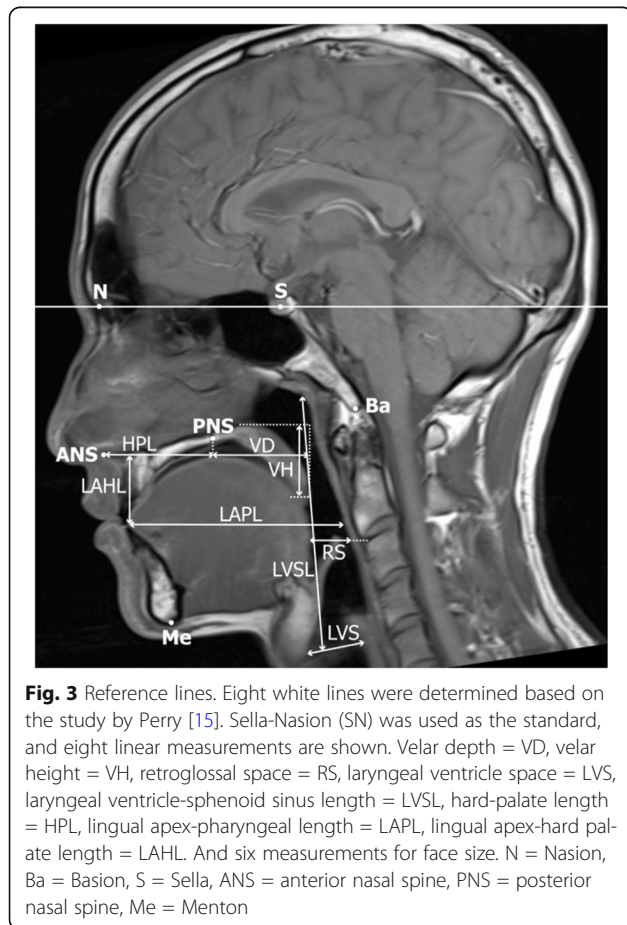 N
S
Ba
PNS
ANS
HPL
VD
VH
LAHL
LAPL
RS
LVSL
LVS
Me
Fig. 3 Reference lines. Eight white lines were determined based on
the study by Perry [15]. Sella-Nasion (SN) was used as the standard,
and eight linear measurements are shown. Velar depth = VD, velar
height = VH, retroglossal space = RS, laryngeal ventricle space = LVS,
laryngeal ventricle-sphenoid sinus length = LVSL, hard-palate length
= HPL, lingual apex-pharyngeal length = LAPL, lingual apex-hard pal-
ate length = LAHL. And six measurements for face size. N = Nasion,
Ba = Basion, S = Sella, ANS = anterior nasal spine, PNS = posterior
nasal spine, Me = Menton